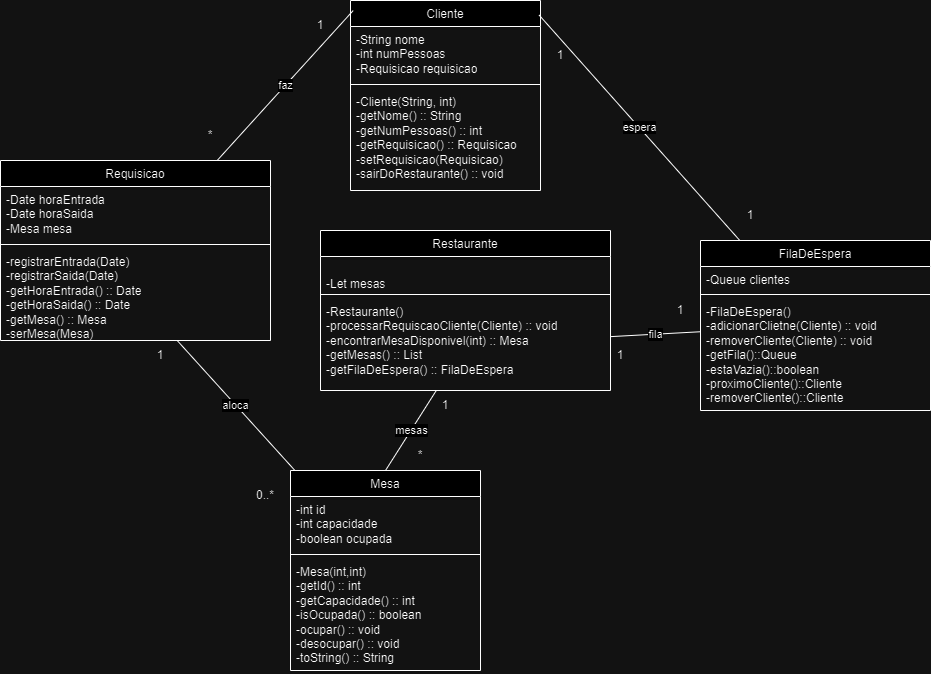 Cliente
-String nome
-int numPessoas
-Requisicao requisicao
-Cliente(String, int)
-getNome() :: String
-getNumPessoas() :: int
-getRequisicao() :: Requisicao
-setRequisicao(Requisicao)
-sairDoRestaurante() :: void
1
faz
*
1
espera
1
Requisicao
-Date horaEntrada
-Date horaSaida
-Mesa mesa
-registrarEntrada(Date)
-registrarSaida(Date)
-getHoraEntrada() :: Date
-getHoraSaida() :: Date
-getMesa() :: Mesa
-serMesa(Mesa)
Restaurante
-Let mesas
-Restaurante()
-processarRequiscaoCliente(Cliente) :: void
-encontrarMesaDisponivel(int) :: Mesa
-getMesas() :: List
-getFilaDeEspera() :: FilaDeEspera
1
fila
1
FilaDeEspera
-Queue clientes
-FilaDeEspera()
-adicionarClietne(Cliente) :: void
-removerCliente(Cliente) :: void
-getFila()::Queue
-estaVazia()::boolean
-proximoCliente()::Cliente
-removerCliente()::Cliente
1
aloca
0..*
1
mesas
*
Mesa
-int id
-int capacidade
-boolean ocupada
-Mesa(int,int)
-getId() :: int
-getCapacidade() :: int
-isOcupada() :: boolean
-ocupar() :: void
-desocupar() :: void
-toString() :: String